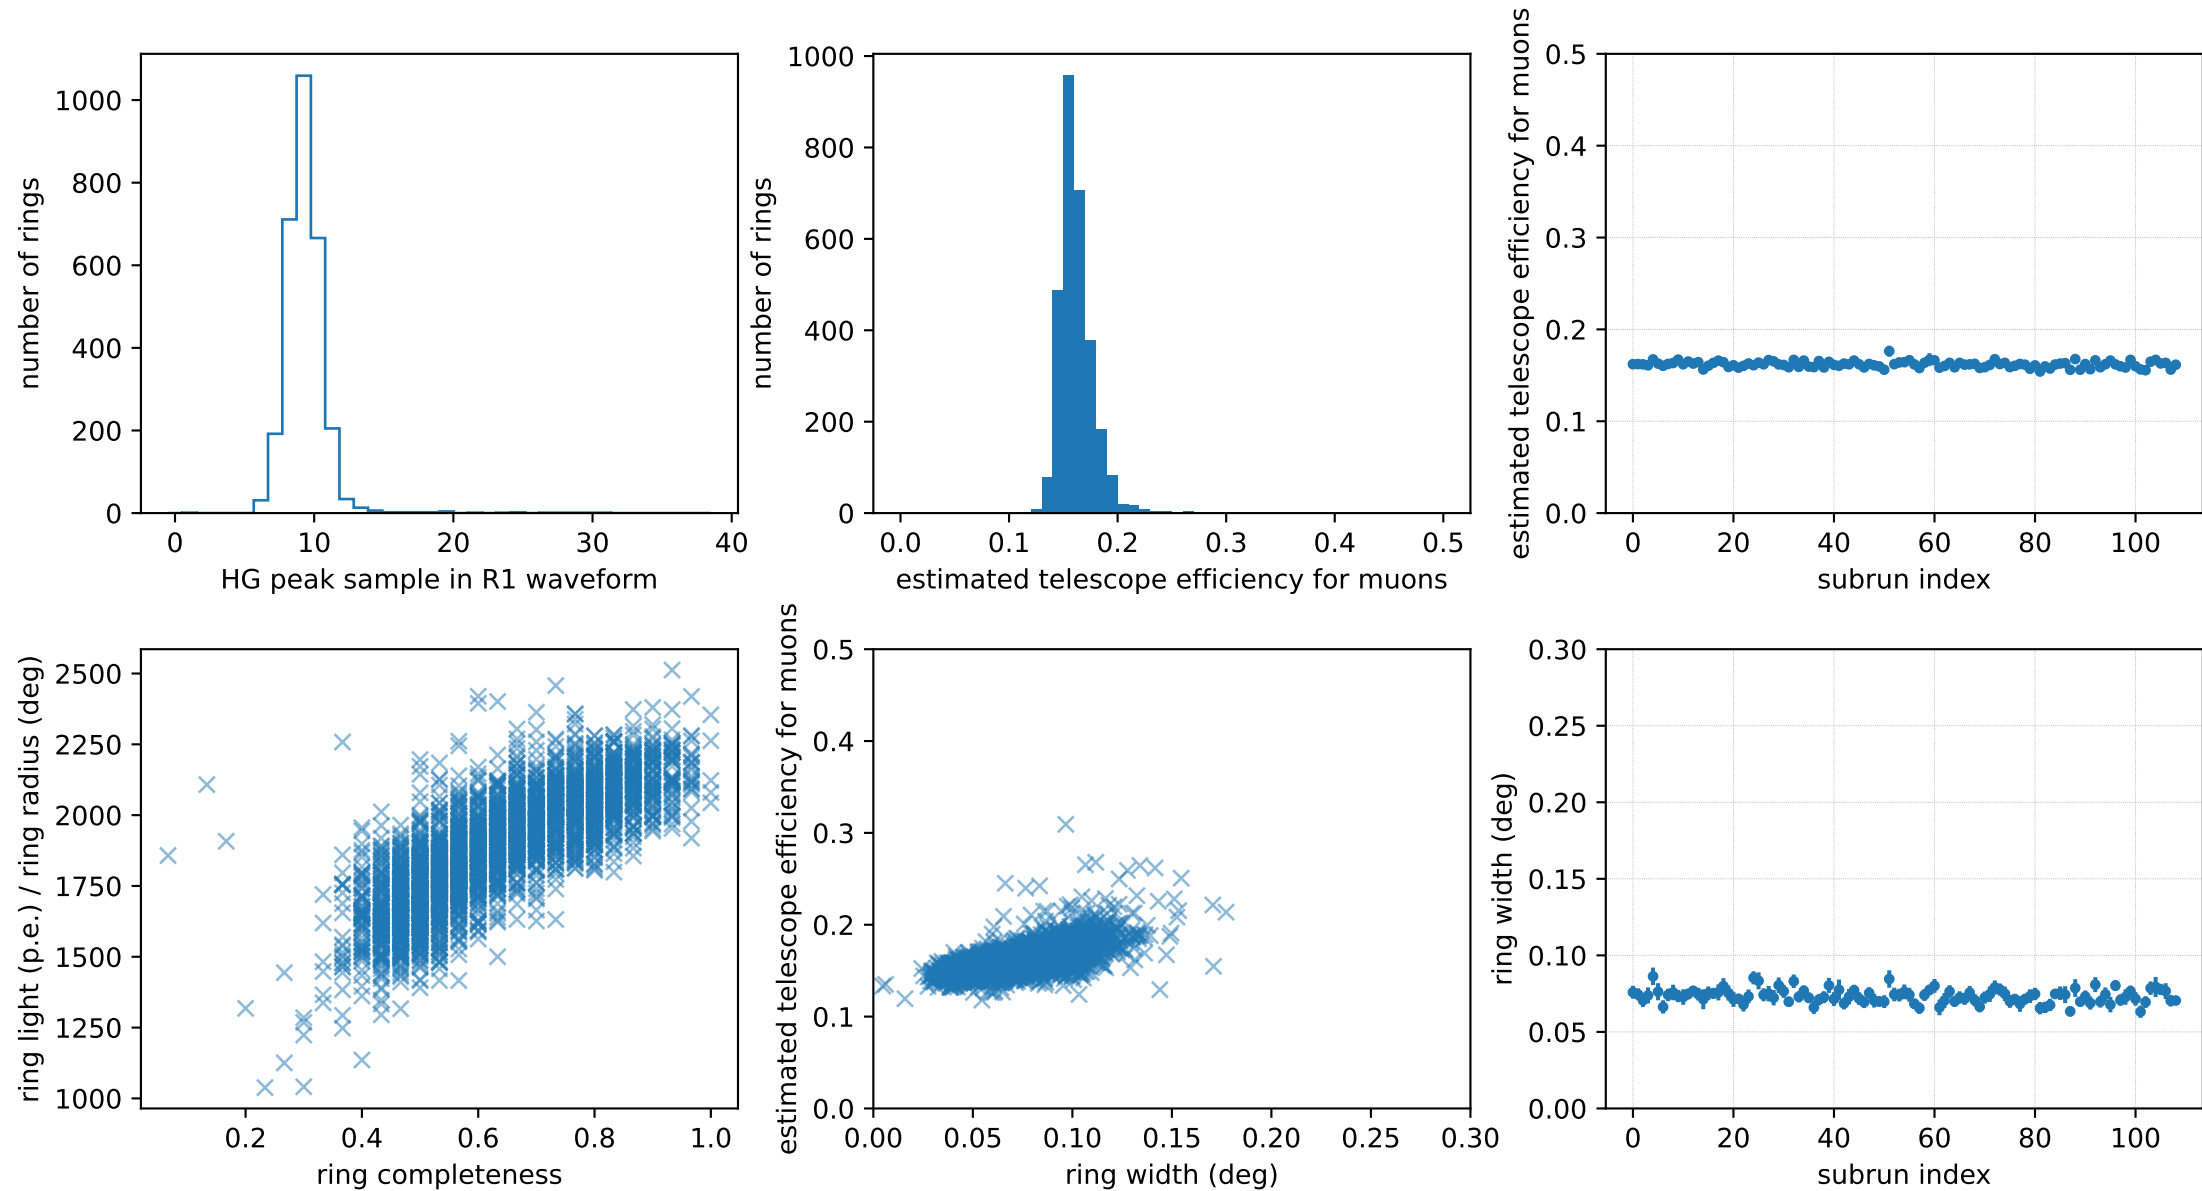 number of rings
1000
800
600
400
200
0
0 10 20 30 40
HG peak sample in R1 waveform
number of rings
1000
800
600
400
200
0
0.0 0.1 0.2 0.3 0.4 0.5
estimated telescope efficiency for muons
estimated telescope efficiency for muons
0.5
0.4
0.3
0.2
0.1
0.0
0 20 40 60 80 100
subrun index
ring light (p.e.) / ring radius (deg)
2500
2250
2000
1750
1500
1250
1000
0.2 0.4 0.6 0.8 1.0
ring completeness
estimated telescope efficiency for muons
0.5
0.4
0.3
0.2
0.1
0.0
0.00 0.05 0.10 0.15 0.20 0.25 0.30
ring width (deg)
ring width (deg)
0.30
0.25
0.20
0.15
0.10
0.05
0.00
0 20 40 60 80 100
subrun index